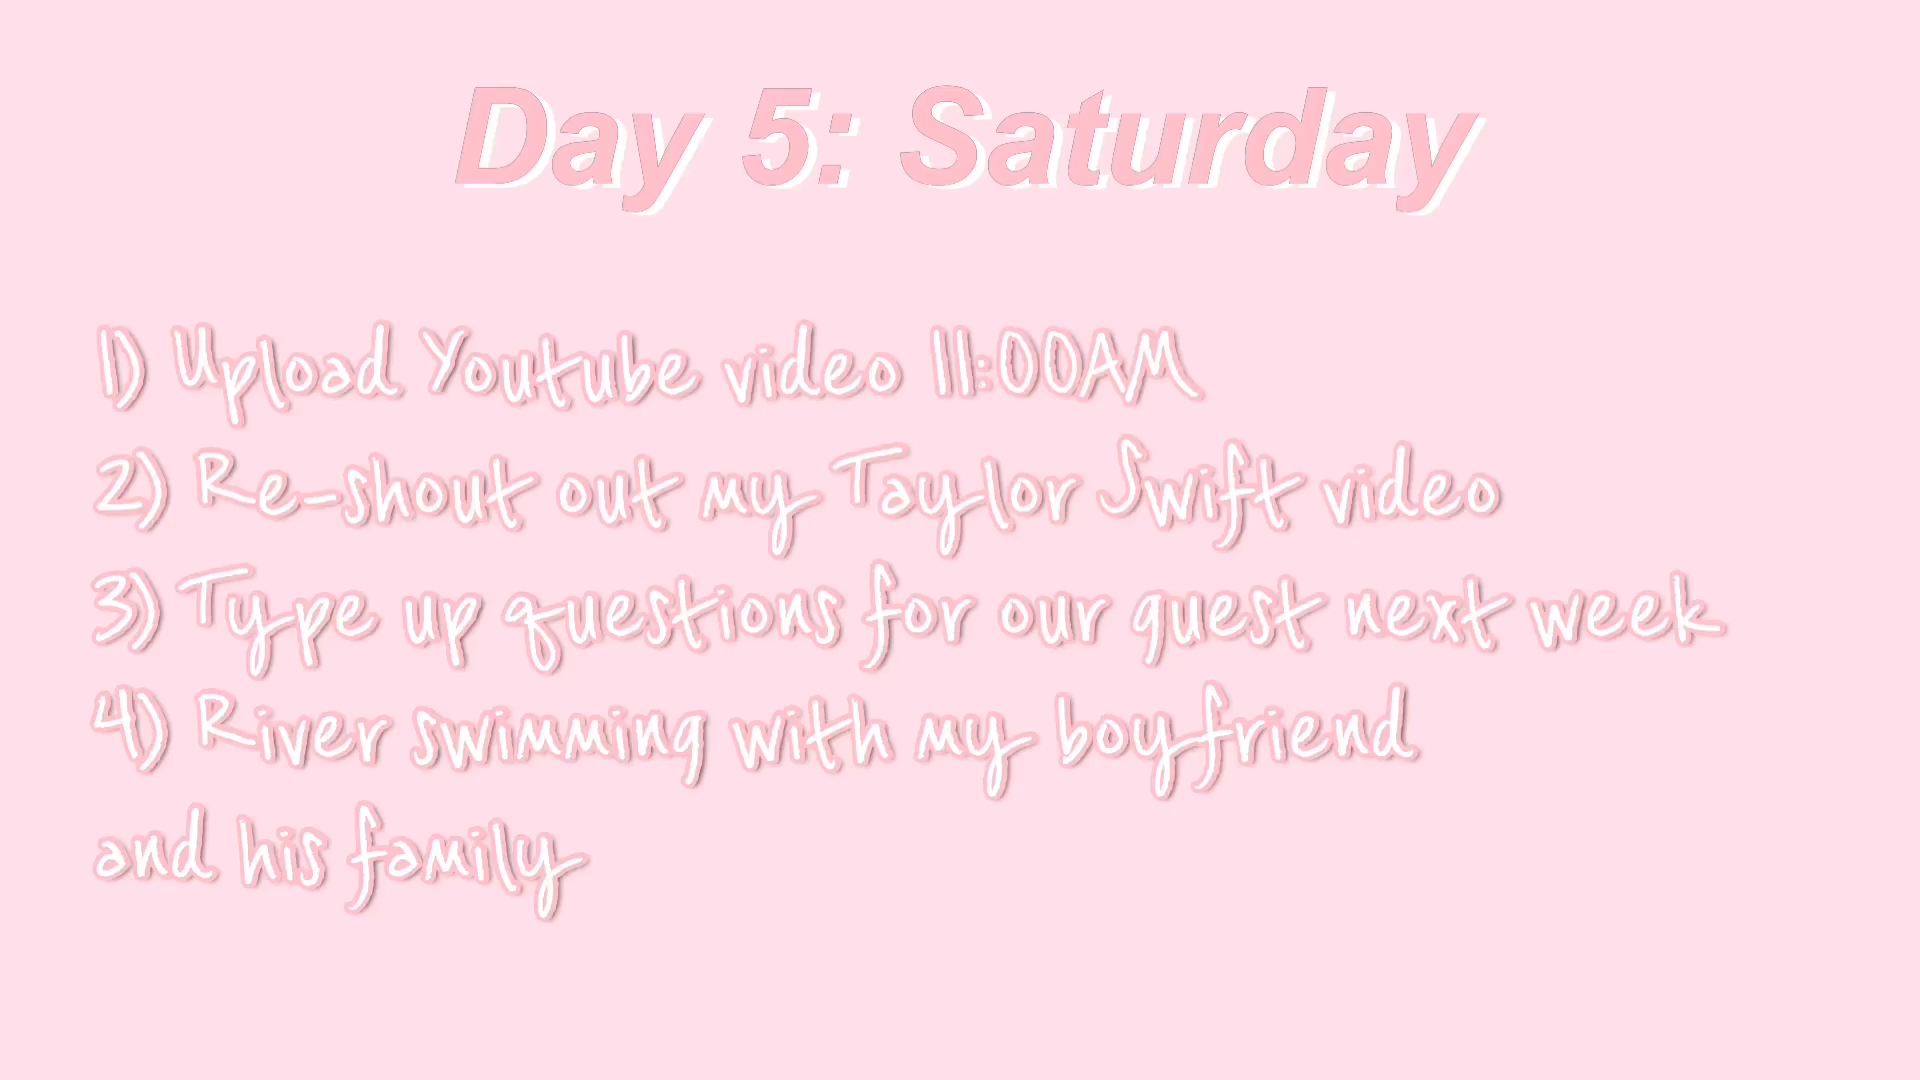 Day 5: Saturday
1) Upload Youtube video 11:00AM
2) Re-shout out my Taylor Swift video
3) Type up questions for our guest next week
4) River swimming with my boyfriend
and his family